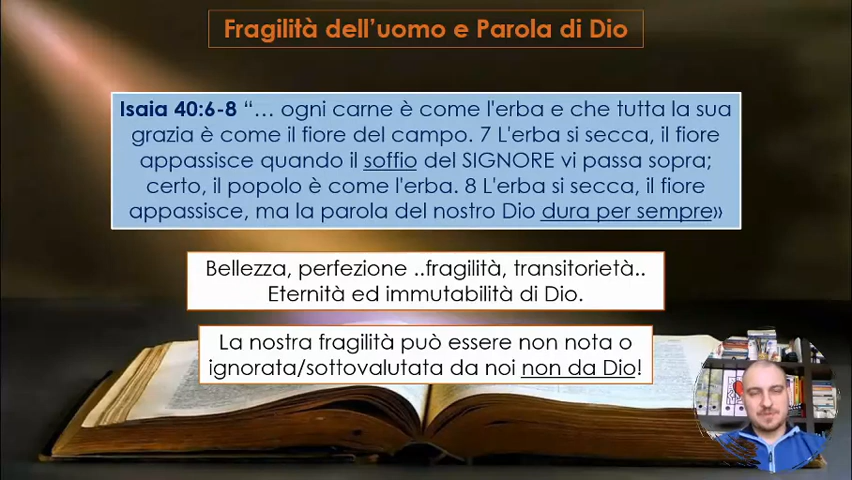 Fragilità dell’uomo e Parola di Dio
Isaia 40:6-8 “… ogni carne è come l'erba e che tutta la sua
grazia è come il fiore del campo. 7 L'erba si secca, il fiore
appassisce quando il soffio del SIGNORE vi passa sopra;
certo, il popolo è come l'erba. 8 L'erba si secca, il fiore
appassisce, ma la parola del nostro Dio dura per sempre»
Bellezza, perfezione ..fragilità, transitorietà..
Eternità ed immutabilità di Dio.
La nostra fragilità può essere non nota o
ignorata/sottovalutata da noi non da Dio!